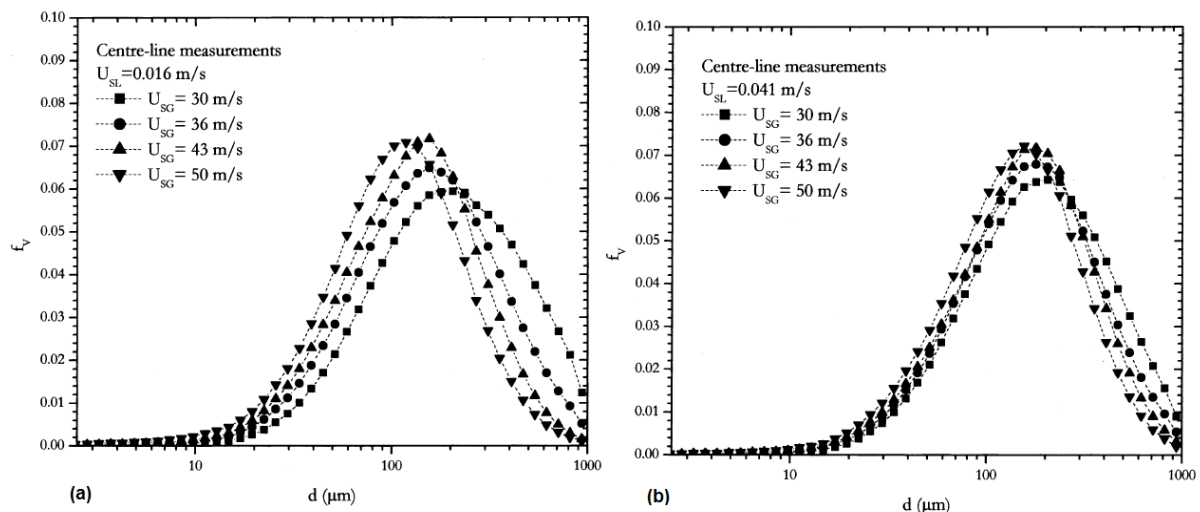 0.10
0.09
0.08
0.07
0.06
0.05
0.04
0.03
0.02
0.01
0.00
f_V
Centre-line measurements
U_SL=0.016 m/s
U_SG= 30 m/s
U_SG= 36 m/s
U_SG= 43 m/s
U_SG= 50 m/s
10
100
1000
(a)
d (µm)
0.10
0.09
0.08
0.07
0.06
0.05
0.04
0.03
0.02
0.01
0.00
f_V
Centre-line measurements
U_SL=0.041 m/s
U_SG= 30 m/s
U_SG= 36 m/s
U_SG= 43 m/s
U_SG= 50 m/s
10
100
1000
(b)
d (µm)